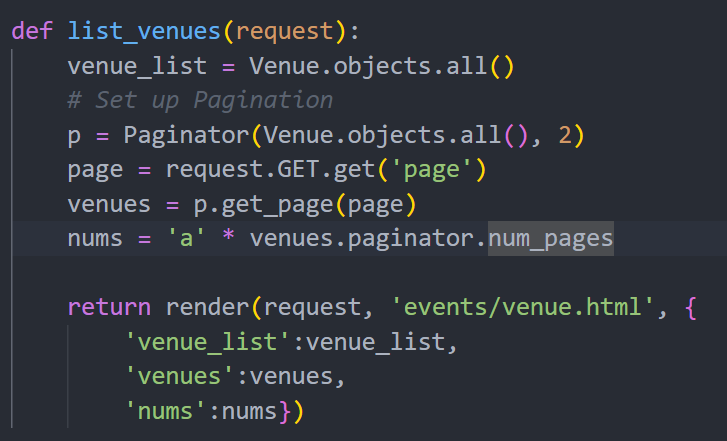 def list_venues(request):
    venue_list = Venue.objects.all()
    # Set up Pagination
    p = Paginator(Venue.objects.all(), 2)
    page = request.GET.get('page')
    venues = p.get_page(page)
    nums = 'a' * venues.paginator.num_pages
    return render(request, 'events/venue.html', {
        'venue_list':venue_list,
        'venues':venues,
        'nums':nums})